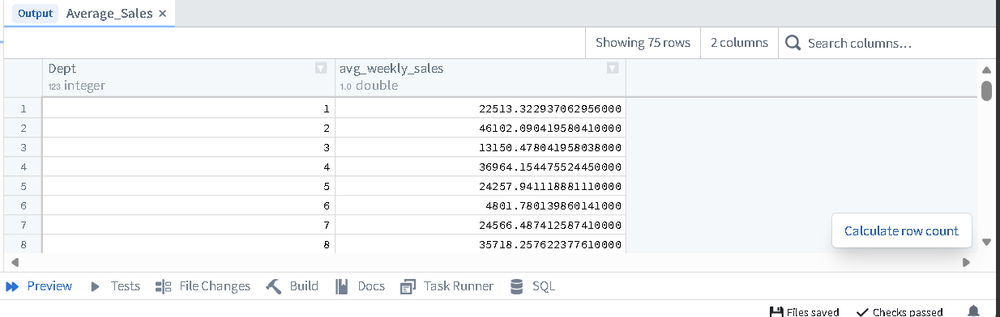 Output Average_Sales ×
Showing 75 rows 2 columns Search columns...
Dept avg_weekly_sales
123 integer 1.0 double
1 1 22513.322937062956000
2 2 46102.090419580410000
3 3 13150.478041958038000
4 4 36964.154475524450000
5 5 24257.941118881110000
6 6 4801.780139860141000
7 7 24566.487412587410000
8 8 35718.257622377610000
Calculate row count
Preview Tests File Changes Build Docs Task Runner SQL
Files saved Checks passed